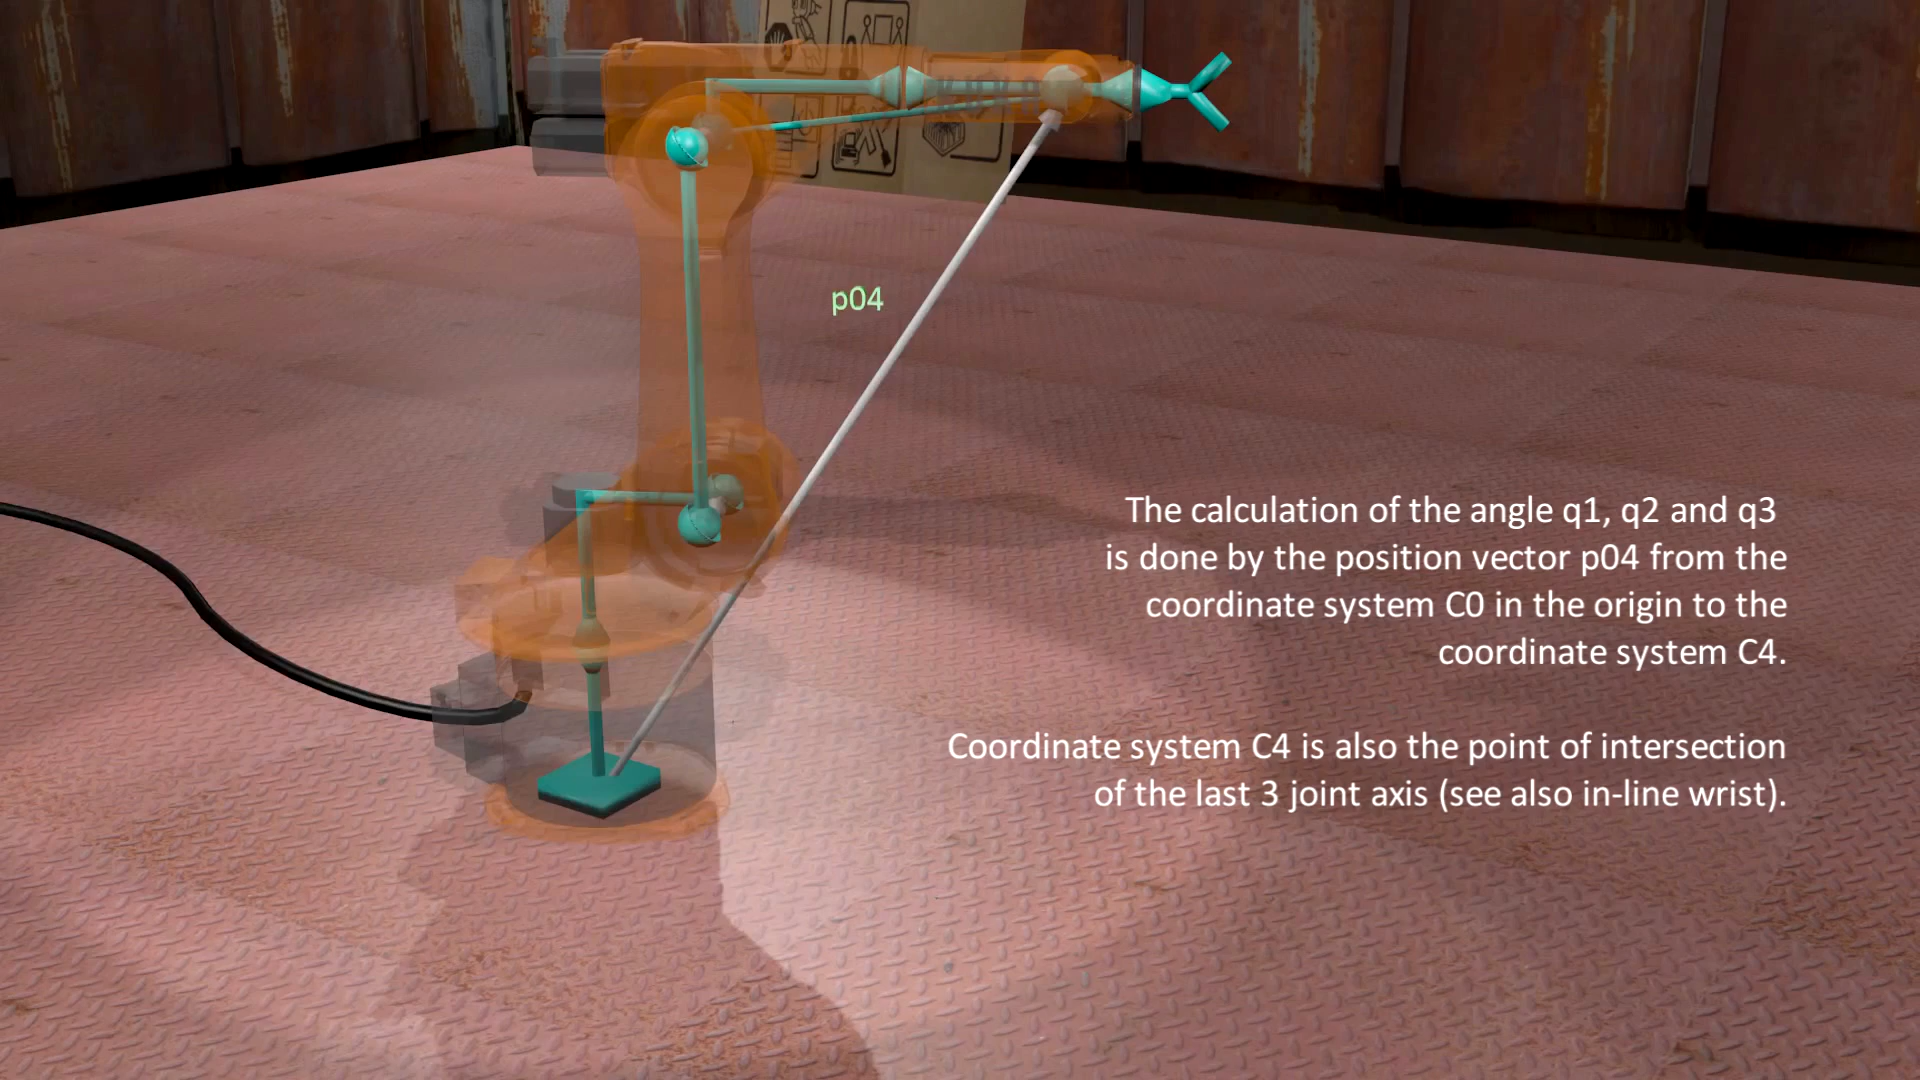 p04
The calculation of the angle q1, q2 and q3
is done by the position vector p04 from the
coordinate system C0 in the origin to the
coordinate system C4.
Coordinate system C4 is also the point of intersection
of the last 3 joint axis (see also in-line wrist).